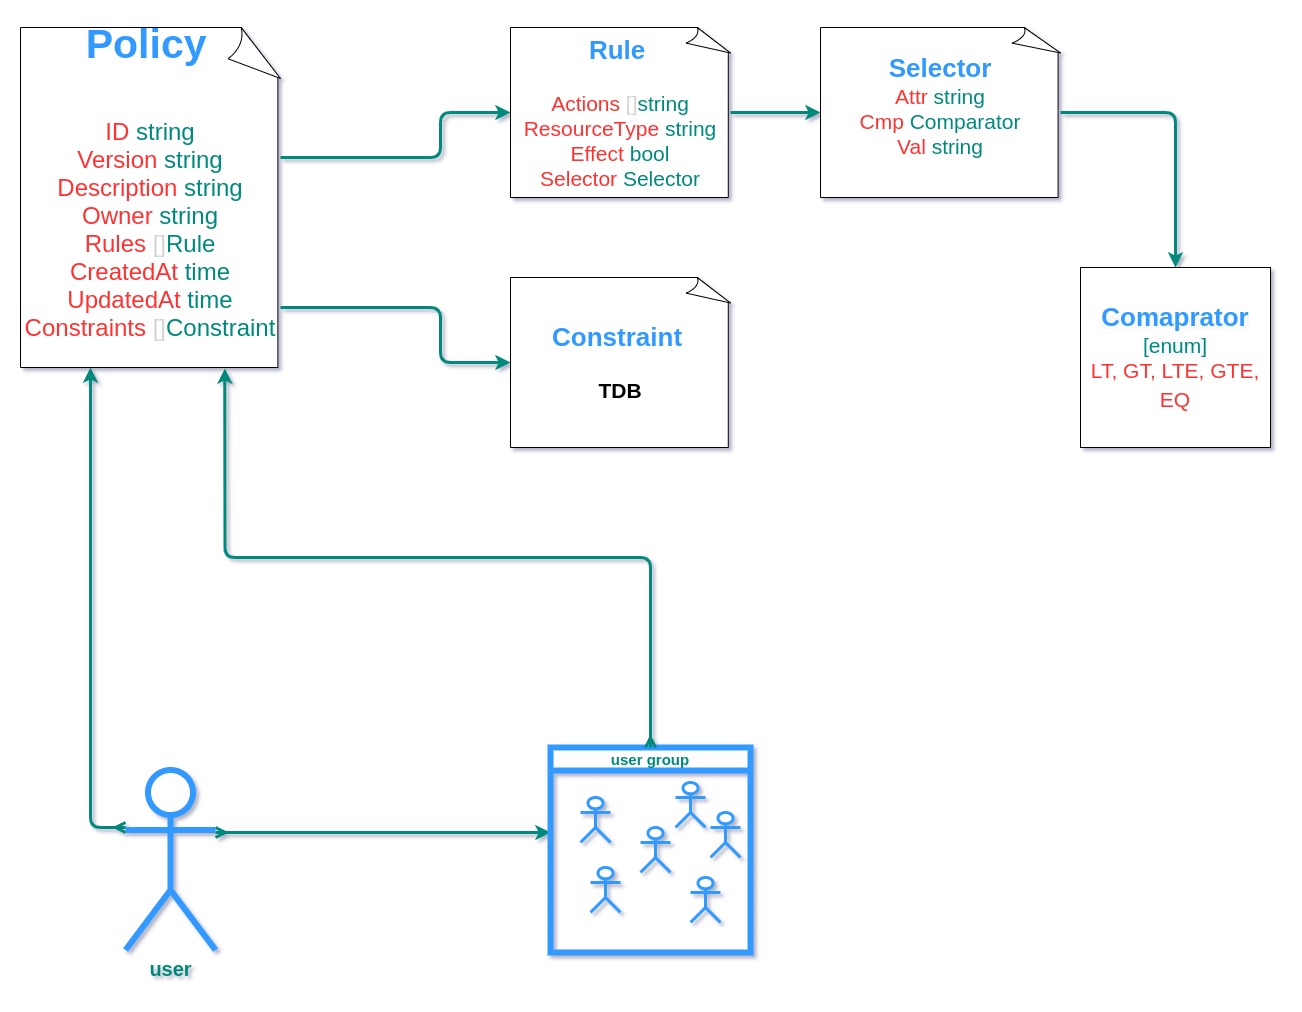 Policy
ID string
Version string
Description string
Owner string
Rules []Rule
CreatedAt time
UpdatedAt time
Constraints []Constraint
Rule
Actions []string
ResourceType string
Effect bool
Selector Selector
Selector
Attr string
Cmp Comparator
Val string
Constraint
TDB
Comaprator
[enum]
LT, GT, LTE, GTE,
EQ
user group
user